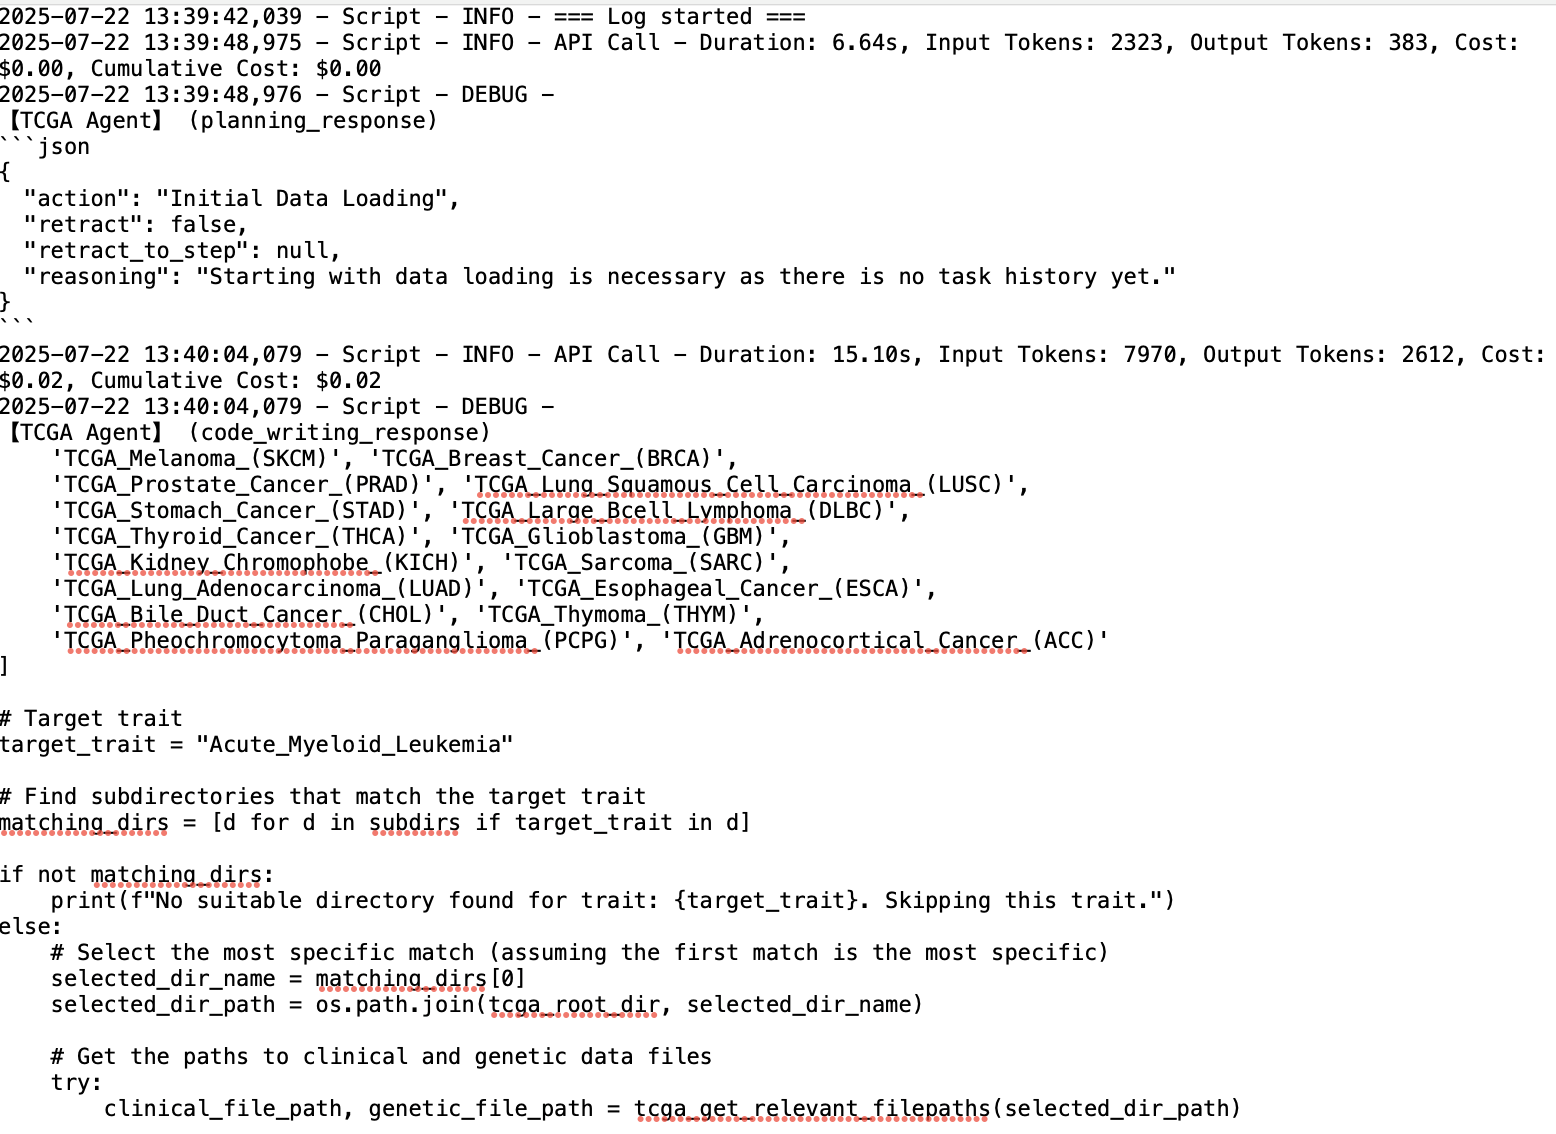 2025-07-22 13:39:42,039 - Script - INFO - === Log started ===
2025-07-22 13:39:48,975 - Script - INFO - API Call - Duration: 6.64s, Input Tokens: 2323, Output Tokens: 383, Cost:
$0.00, Cumulative Cost: $0.00
2025-07-22 13:39:48,976 - Script - DEBUG -
【TCGA Agent】 (planning_response)
```json
{
  "action": "Initial Data Loading",
  "retract": false,
  "retract_to_step": null,
  "reasoning": "Starting with data loading is necessary as there is no task history yet."
}
```
2025-07-22 13:40:04,079 - Script - INFO - API Call - Duration: 15.10s, Input Tokens: 7970, Output Tokens: 2612, Cost:
$0.02, Cumulative Cost: $0.02
2025-07-22 13:40:04,079 - Script - DEBUG -
【TCGA Agent】 (code_writing_response)
    'TCGA_Melanoma_(SKCM)', 'TCGA_Breast_Cancer_(BRCA)',
    'TCGA_Prostate_Cancer_(PRAD)', 'TCGA_Lung_Squamous_Cell_Carcinoma_(LUSC)',
    'TCGA_Stomach_Cancer_(STAD)', 'TCGA_Large_Bcell_Lymphoma_(DLBC)',
    'TCGA_Thyroid_Cancer_(THCA)', 'TCGA_Glioblastoma_(GBM)',
    'TCGA_Kidney_Chromophobe_(KICH)', 'TCGA_Sarcoma_(SARC)',
    'TCGA_Lung_Adenocarcinoma_(LUAD)', 'TCGA_Esophageal_Cancer_(ESCA)',
    'TCGA_Bile_Duct_Cancer_(CHOL)', 'TCGA_Thymoma_(THYM)',
    'TCGA_Pheochromocytoma_Paraganglioma_(PCPG)', 'TCGA_Adrenocortical_Cancer_(ACC)'
]

# Target trait
target_trait = "Acute_Myeloid_Leukemia"

# Find subdirectories that match the target trait
matching_dirs = [d for d in subdirs if target_trait in d]

if not matching_dirs:
    print(f"No suitable directory found for trait: {target_trait}. Skipping this trait.")
else:
    # Select the most specific match (assuming the first match is the most specific)
    selected_dir_name = matching_dirs[0]
    selected_dir_path = os.path.join(tcga_root_dir, selected_dir_name)

    # Get the paths to clinical and genetic data files
    try:
        clinical_file_path, genetic_file_path = tcga_get_relevant_filepaths(selected_dir_path)